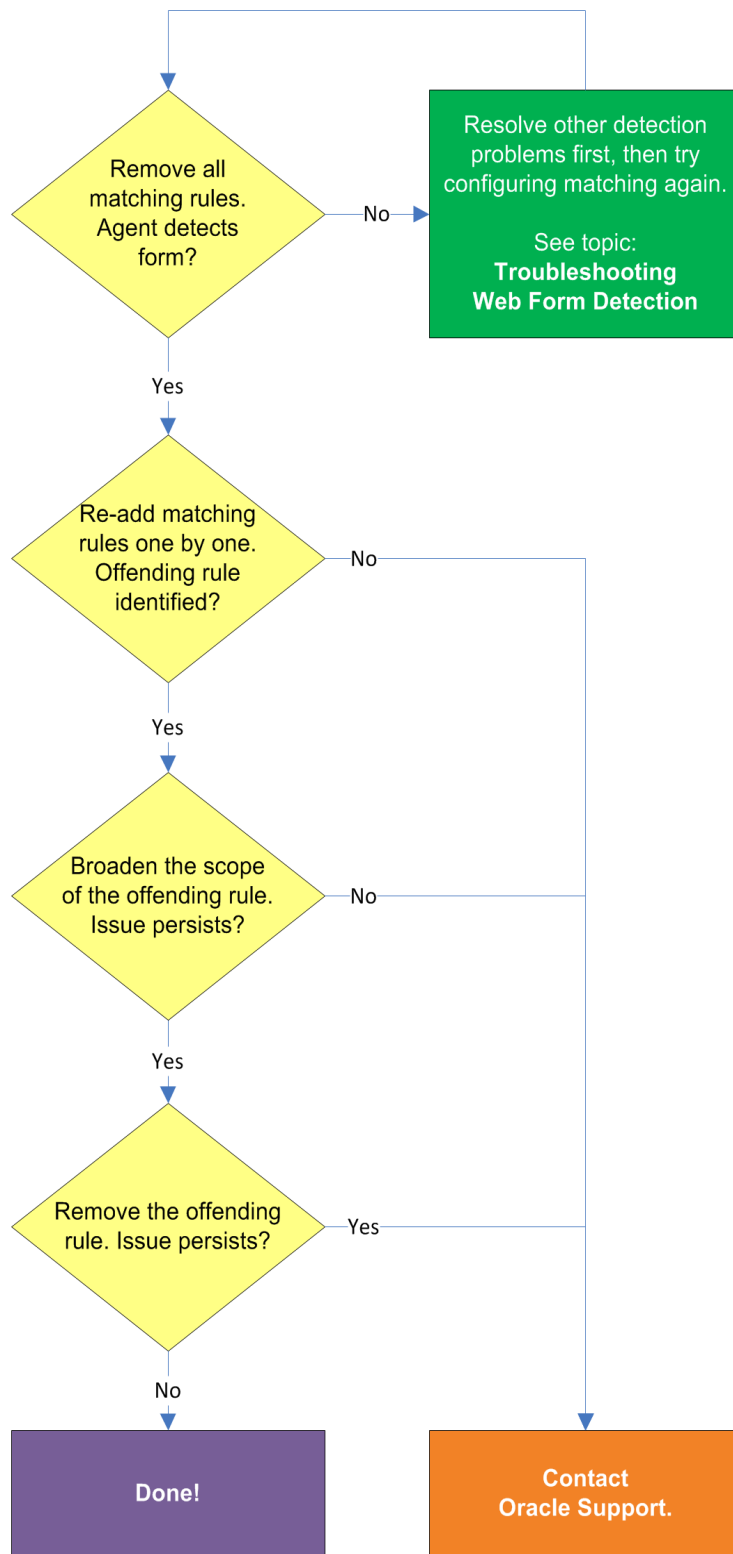 Remove all
matching rules.
Agent detects
form?
No
Resolve other detection
problems first, then try
configuring matching again.
See topic:
Troubleshooting
Web Form Detection
Yes
Re-add matching
rules one by one.
Offending rule
identified?
No
Yes
Broaden the scope
of the offending rule.
Issue persists?
No
Yes
Remove the offending
rule. Issue persists?
Yes
No
Done!
Contact
Oracle Support.